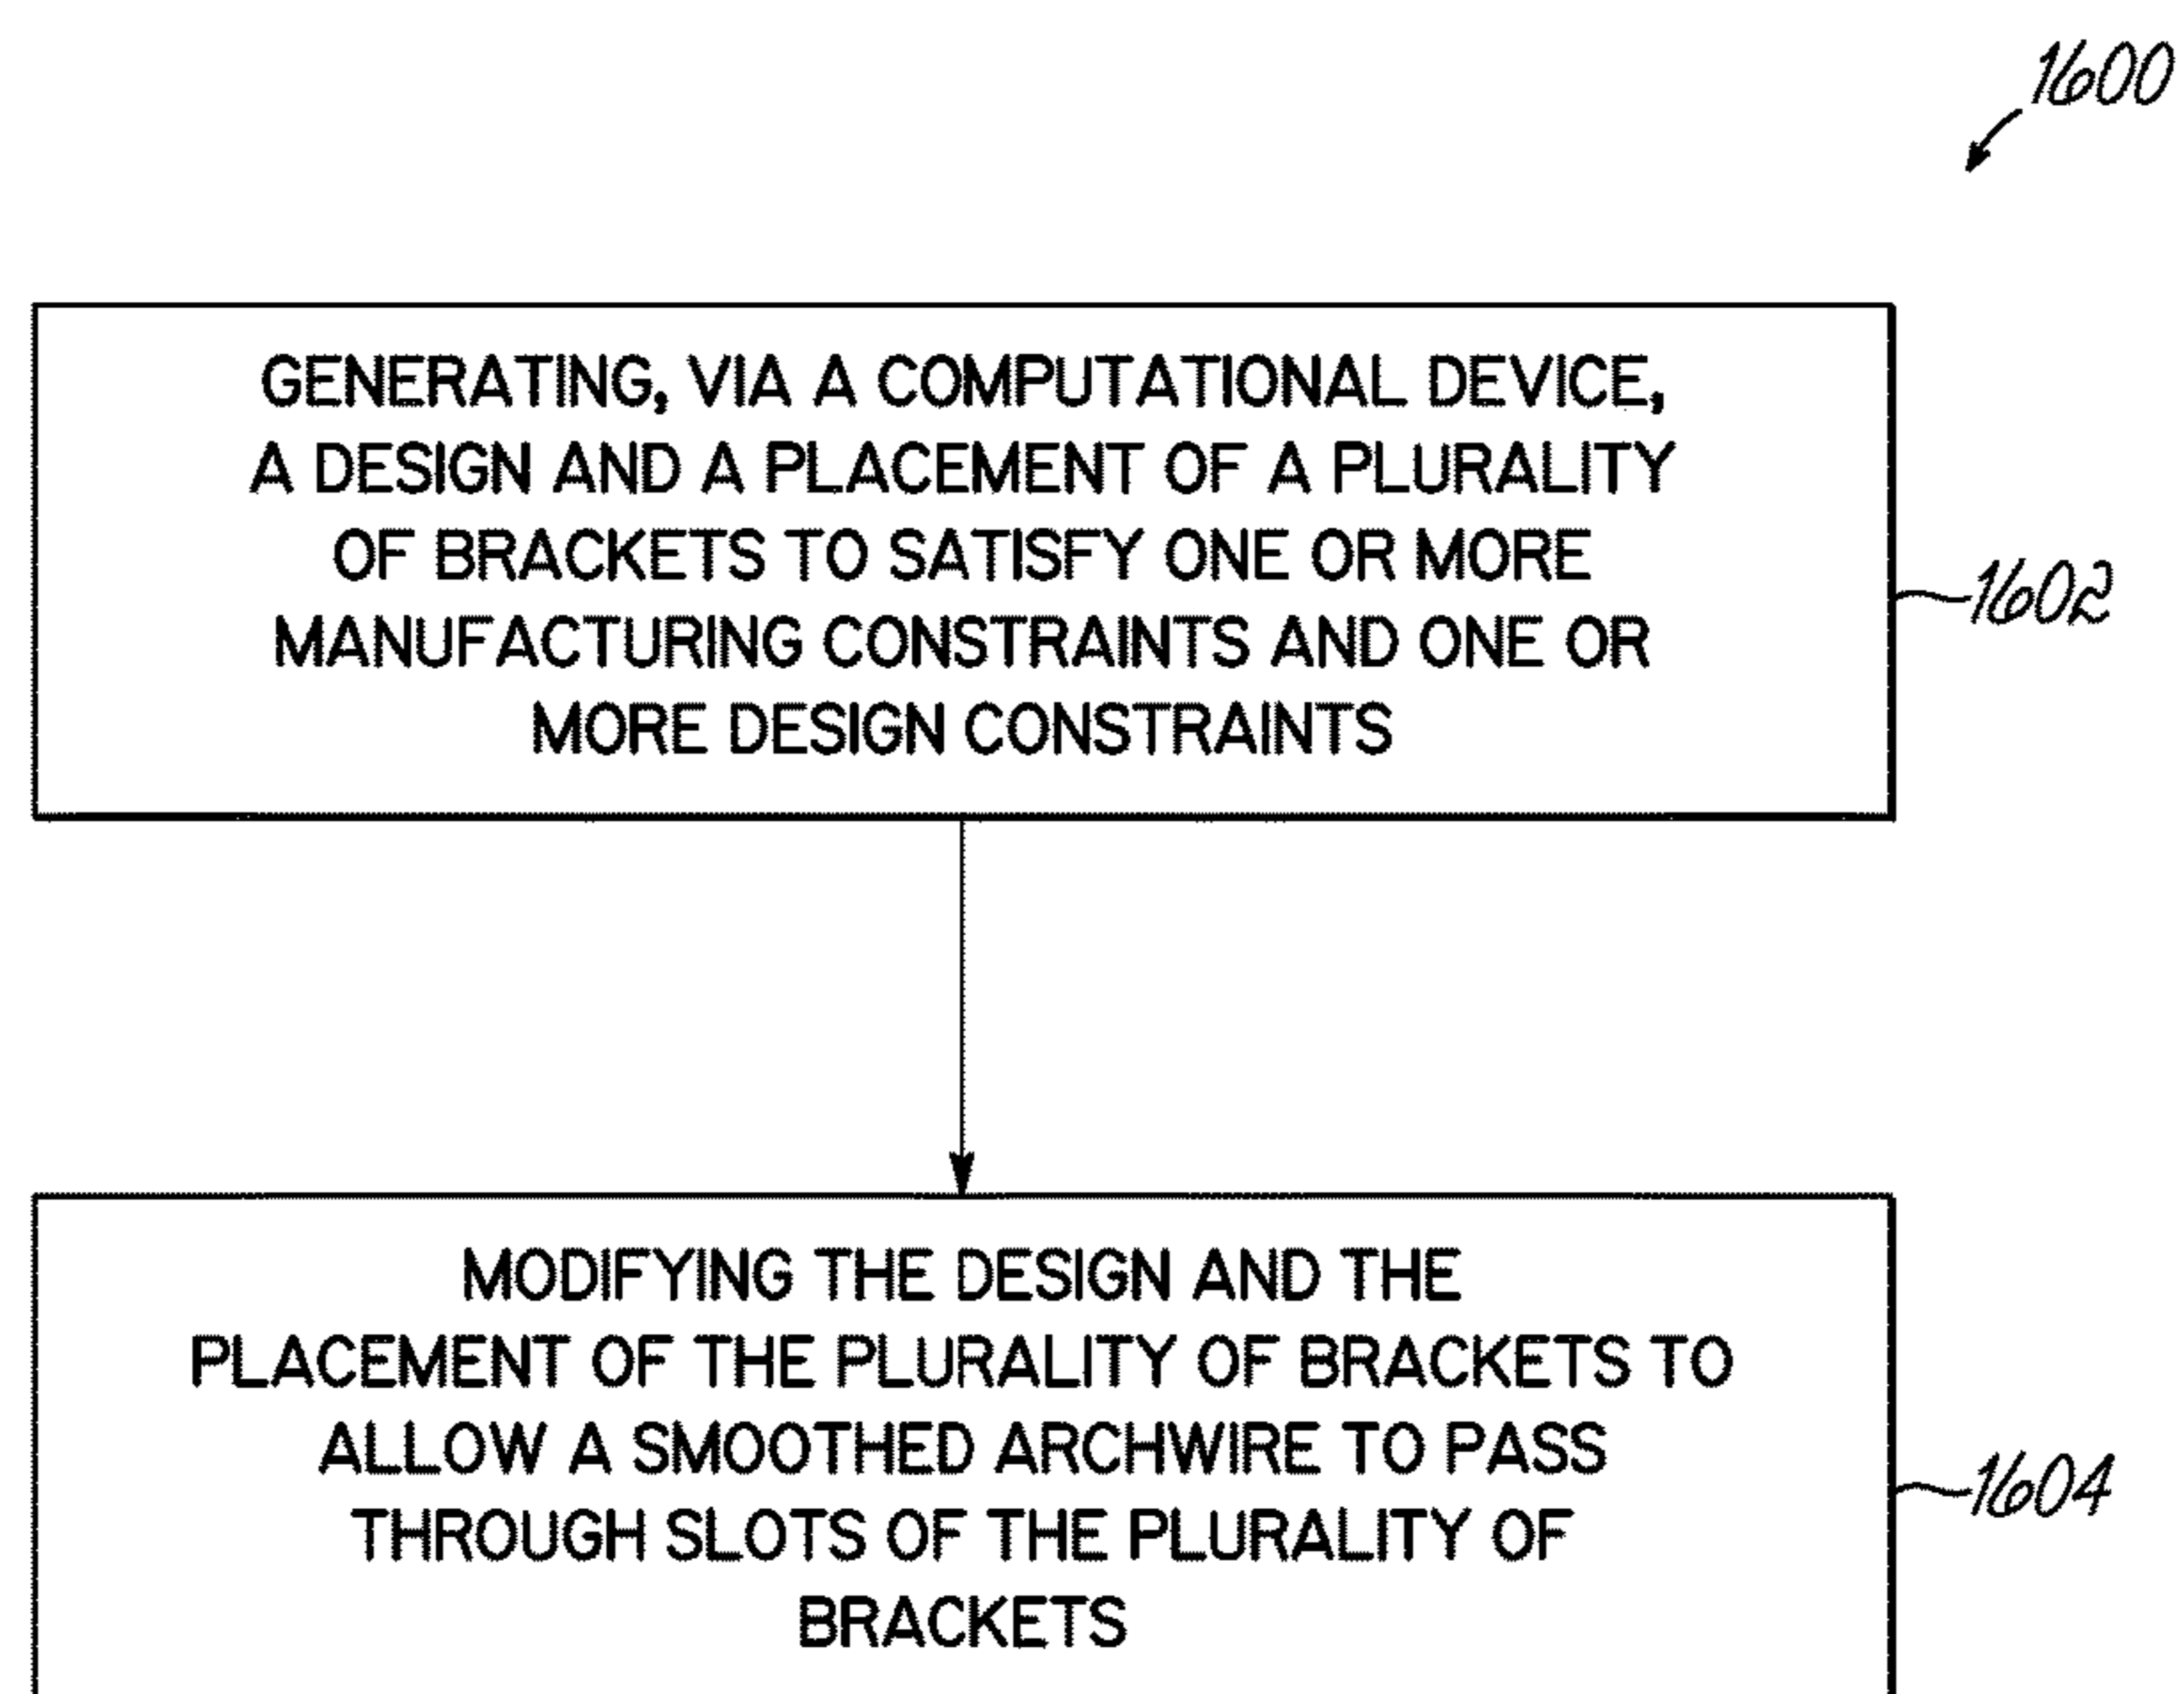 1600
GENERATING, VIA A COMPUTATIONAL DEVICE,
A DESIGN AND A PLACEMENT OF A PLURALITY
OF BRACKETS TO SATISFY ONE OR MORE
MANUFACTURING CONSTRAINTS AND ONE OR
MORE DESIGN CONSTRAINTS
1602
MODIFYING THE DESIGN AND THE
PLACEMENT OF THE PLURALITY OF BRACKETS TO
ALLOW A SMOOTHED ARCHWIRE TO PASS
THROUGH SLOTS OF THE PLURALITY OF
BRACKETS
1604